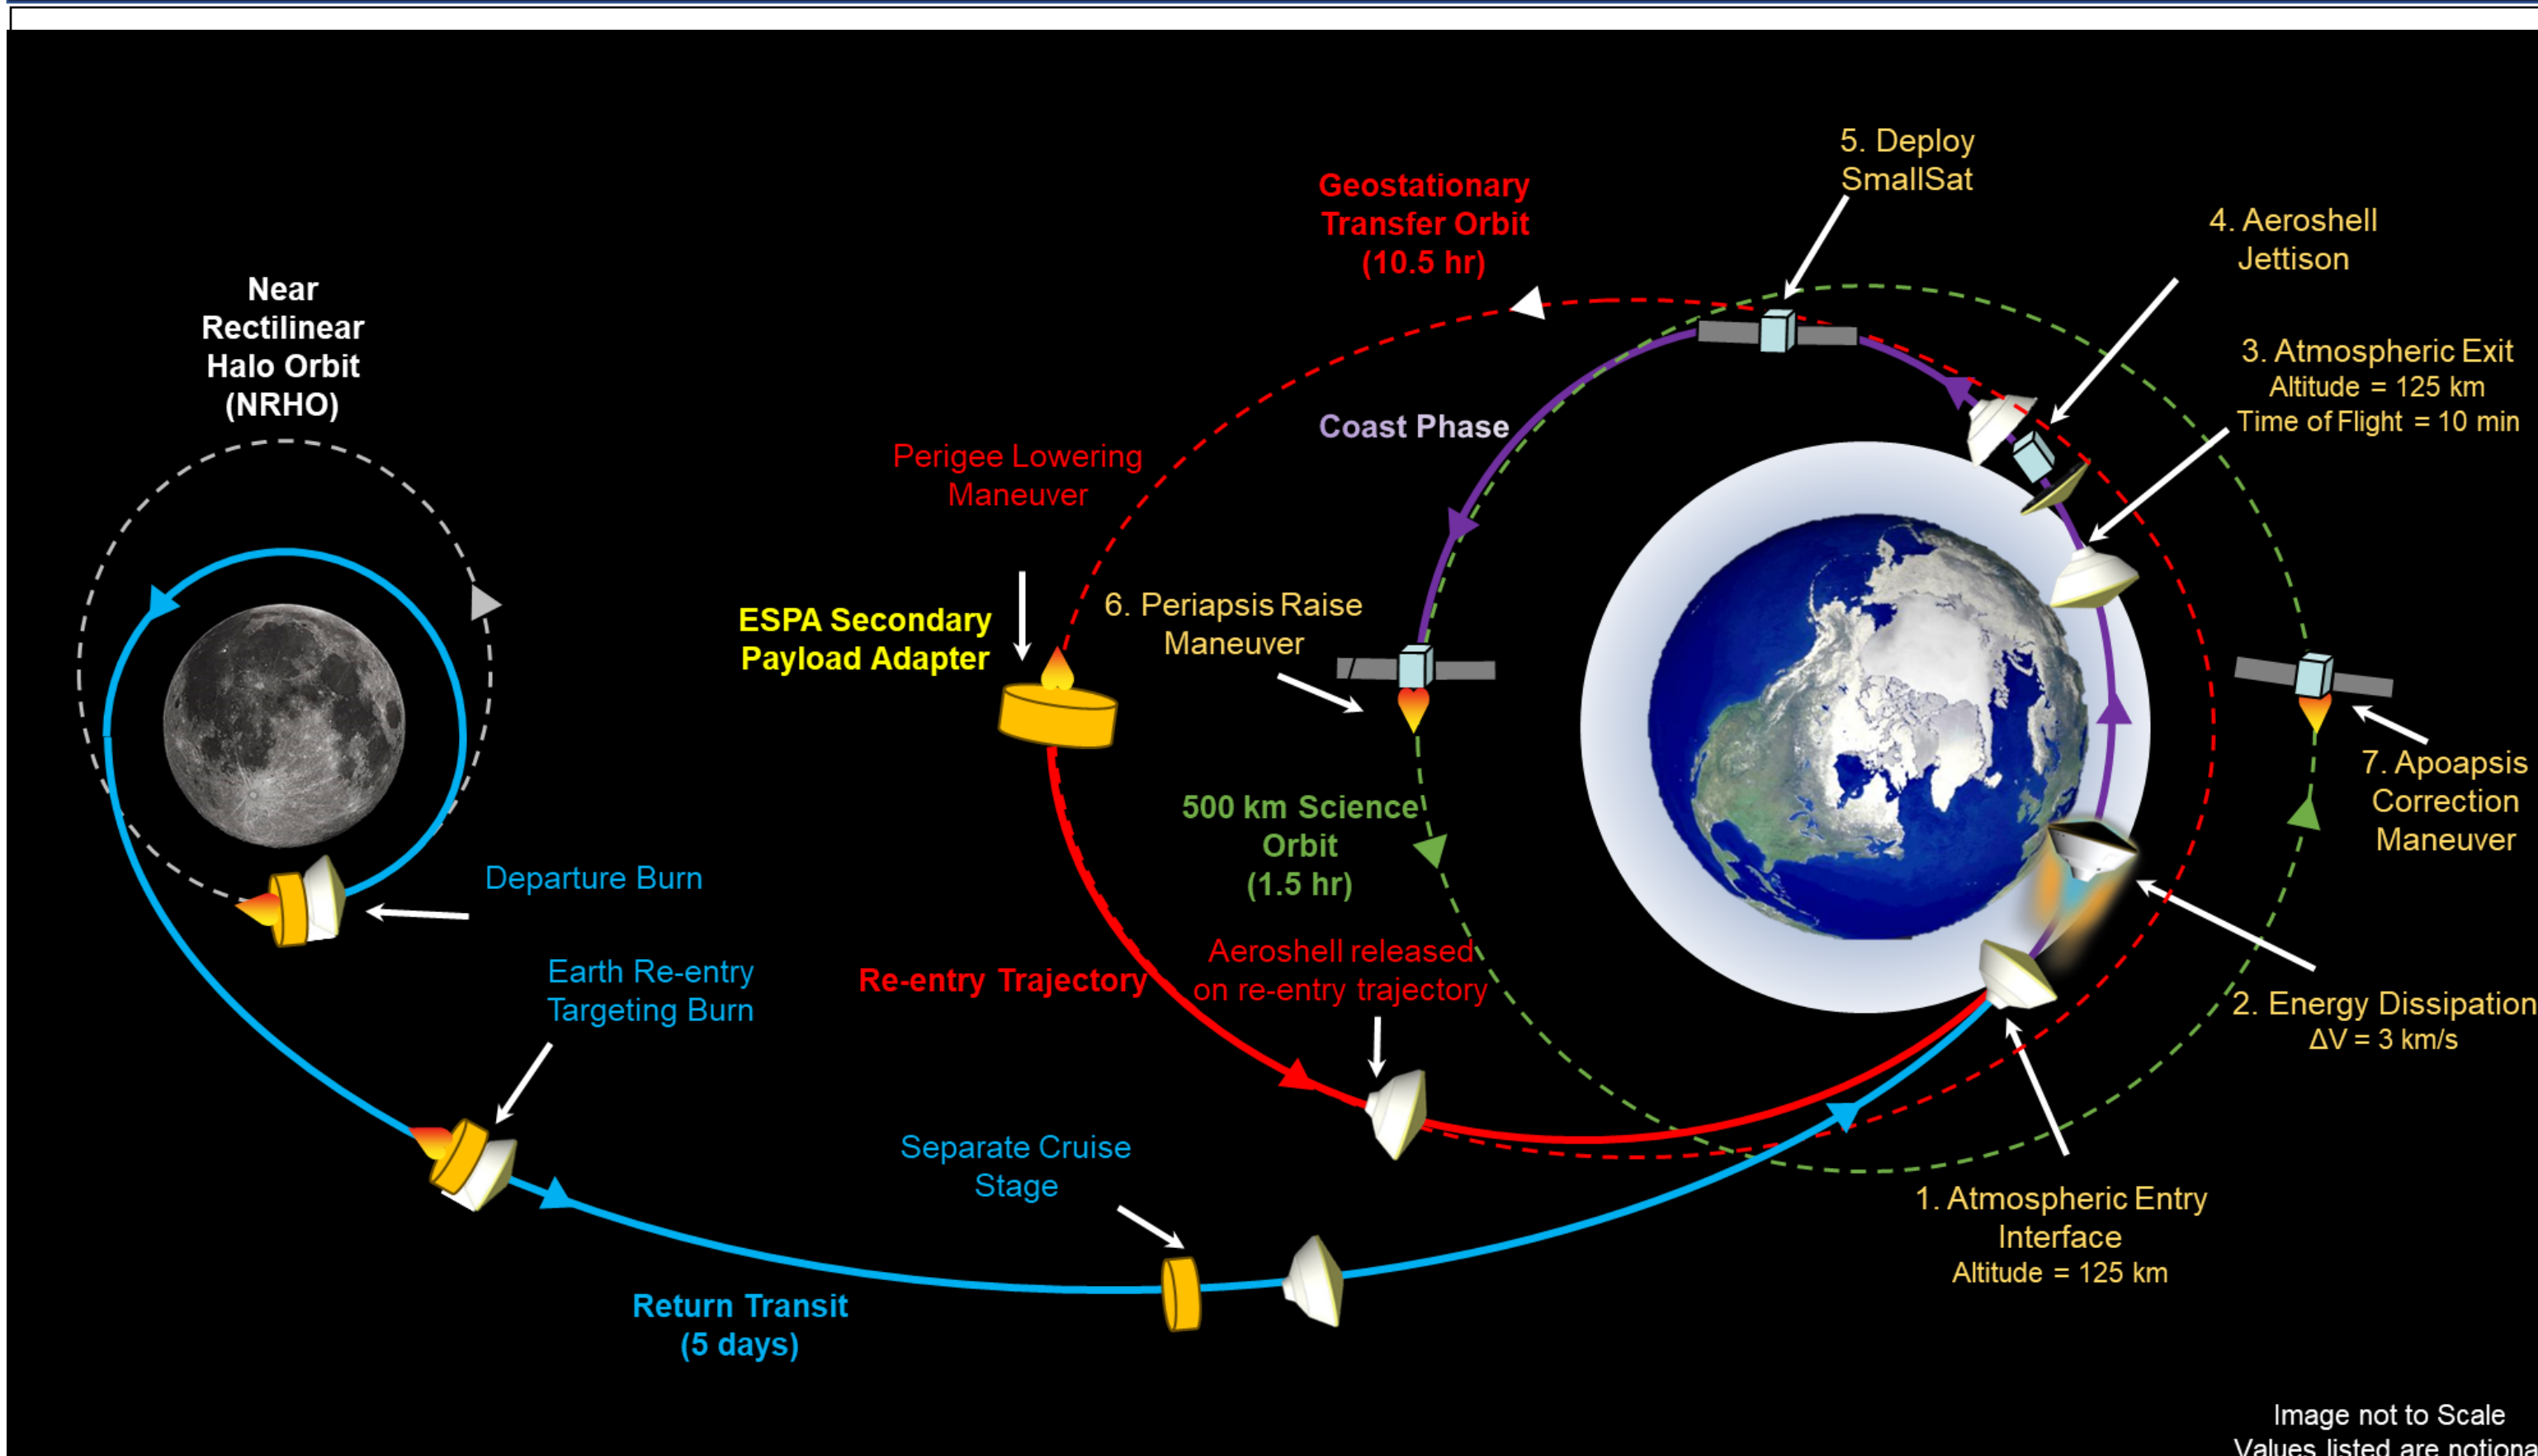 Near
Rectilinear
Halo Orbit
(NRHO)
Departure Burn
Earth Re-entry
Targeting Burn
Return Transit
(5 days)
Separate Cruise
Stage
Geostationary
Transfer Orbit
(10.5 hr)
Perigee Lowering
Maneuver
ESPA Secondary
Payload Adapter
Re-entry Trajectory
Aeroshell released
on re-entry trajectory
Coast Phase
500 km Science
Orbit
(1.5 hr)
1. Atmospheric Entry
Interface
Altitude = 125 km
2. Energy Dissipation
ΔV = 3 km/s
3. Atmospheric Exit
Altitude = 125 km
Time of Flight = 10 min
4. Aeroshell
Jettison
5. Deploy
SmallSat
6. Periapsis Raise
Maneuver
7. Apoapsis
Correction
Maneuver
Image not to Scale
Values listed are notiona